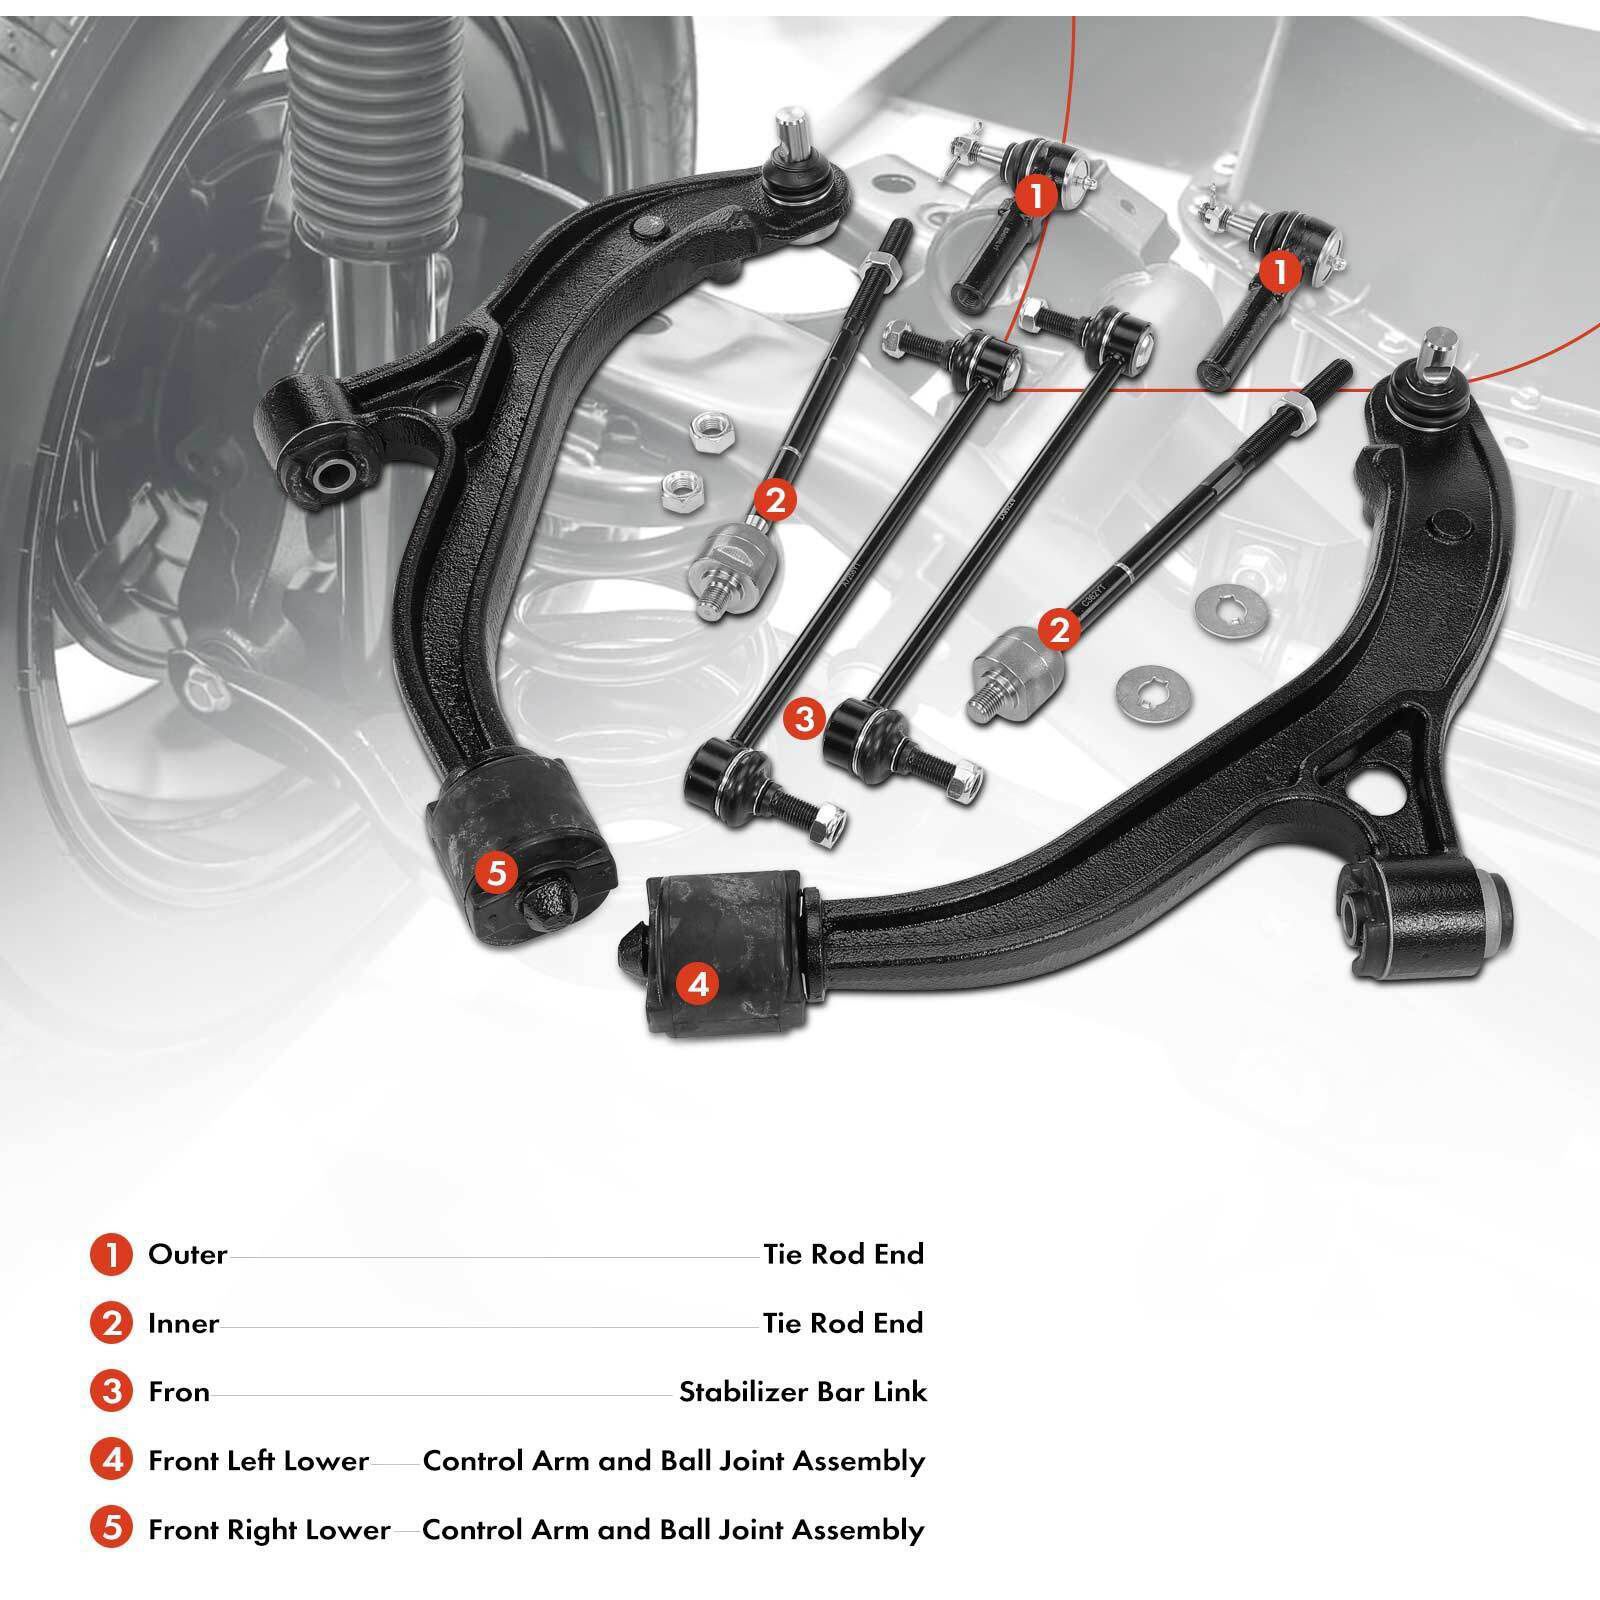 1
1
2
2
3
5
4
1 Outer Tie Rod End
2 Inner Tie Rod End
3 Fron Stabilizer Bar Link
4 Front Left Lower Control Arm and Ball Joint Assembly
5 Front Right Lower Control Arm and Ball Joint Assembly